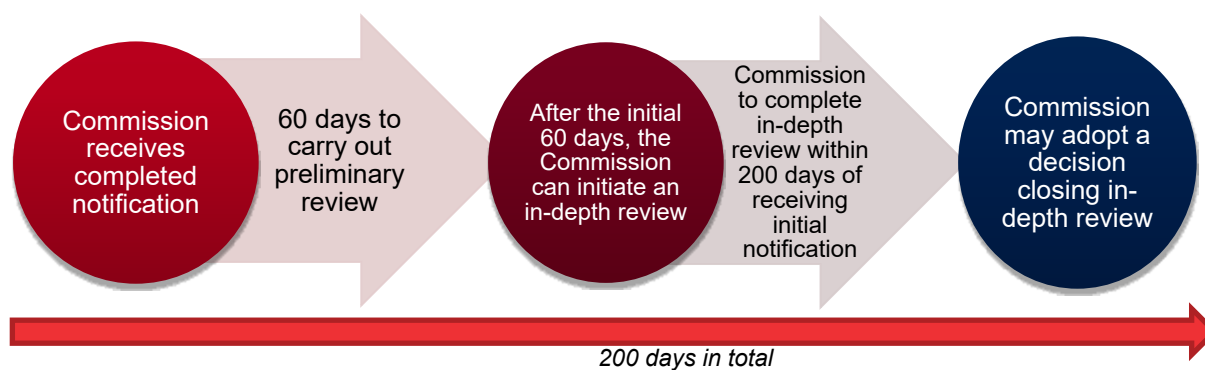 Commission
receives
completed
notification
60 days to
carry out
preliminary
review
After the initial
60 days, the
Commission
can initiate an
in-depth review
Commission
to complete
in-depth
review within
200 days of
receiving
initial
notification
Commission
may adopt a
decision
closing in-
depth review
200 days in total